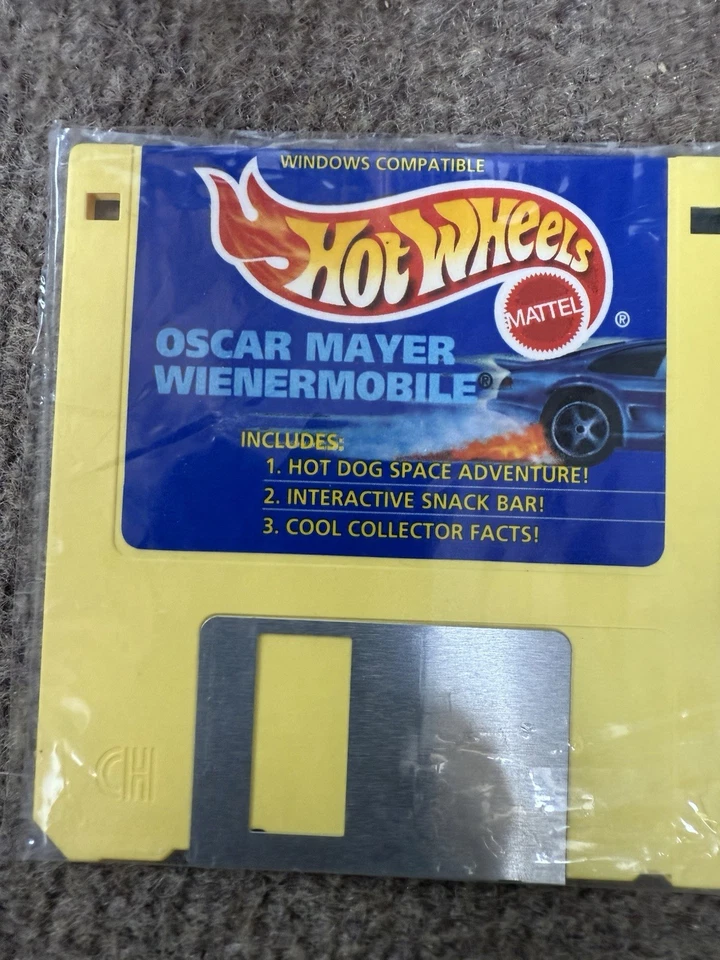 WINDOWS COMPATIBLE
HOT WHEELS
MATTEL
®
OSCAR MAYER
WIENERMOBILE®
INCLUDES:
1. HOT DOG SPACE ADVENTURE!
2. INTERACTIVE SNACK BAR!
3. COOL COLLECTOR FACTS!